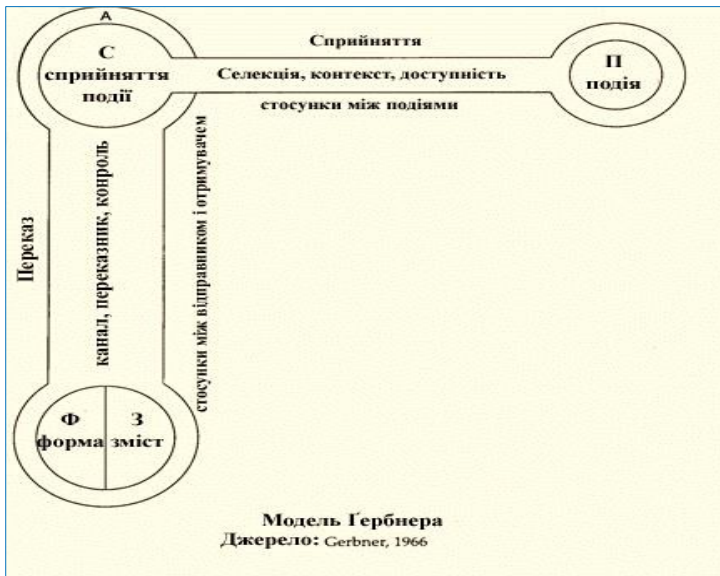 А
С
сприйняття
події
Сприйняття
Селекція, контекст, доступність
стосунки між подіями
П
подія
Переказ
канал, переказник, конроль
стосунки між відправником і отримувачем
Ф
форма
З
зміст
Модель Ґербнера
Джерело: Gerbner, 1966